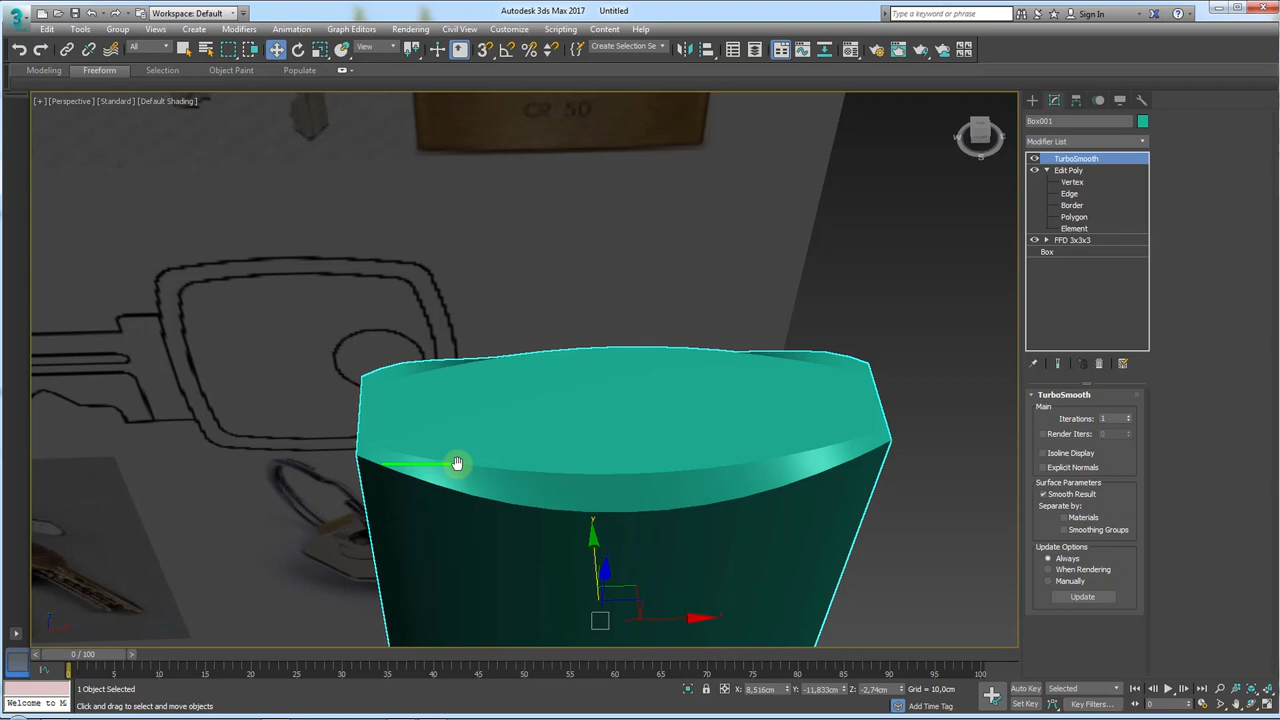 Workspace: Default
Autodesk 3ds Max 2017 Untitled
Type a keyword or phrase
Sign In
Edit Tools Group Views Create Modifiers Animation Graph Editors Rendering Civil View Customize Scripting Content Help
All View Create Selection Se
Modeling Freeform Selection Object Paint Populate
[+] [Perspective] [Standard] [Default Shading]
CR 50
W
S
Box001
Modifier List
TurboSmooth
Edit Poly
Vertex
Edge
Border
Polygon
Element
FFD 3x3x3
Box
TurboSmooth
Main
Iterations: 1
Render Iters: 0
Isoline Display
Explicit Normals
Surface Parameters
Smooth Result
Separate by:
Materials
Smoothing Groups
Update Options
Always
When Rendering
Manually
Update
0 / 100
0 5 10 15 20 25 30 35 40 45 50 55 60 65 70 75 80 85 90 95 100
1 Object Selected
X: 8,516cm Y: -11,833cm Z: -2,74cm Grid = 10,0cm
Auto Key Selected
Welcome to M
Click and drag to select and move objects
Add Time Tag
Set Key Key Filters... 0